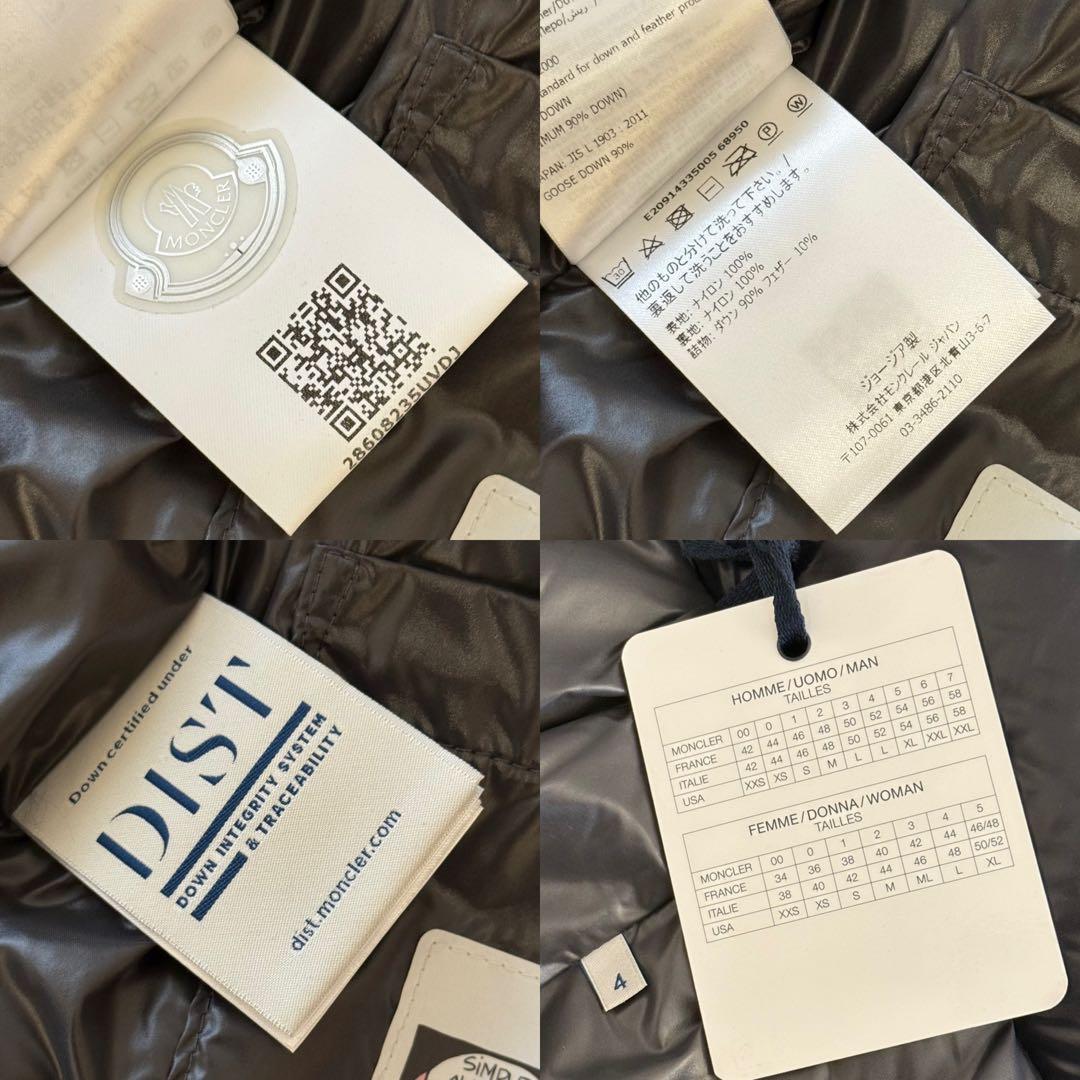 MONCLER
28608235UVDJ
000
standard for down and feather
DOWN
MUM 90% DOWN)
APAN: JIS L 1903 : 2011
GOOSE DOWN 90%
E20914335005 68950
30
P
W
他のものと分けて洗って下さい。/
裏返して洗うことをおすすめします。
表地: ナイロン 100%
裏地: ナイロン 100%
詰物: ダウン 90% フェザー 10%
ジョージア製
株式会社モンクレール ジャパン
〒107-0061 東京都港区北青山3-6-7
03-3486-2110
Down certified under
DIST
DOWN INTEGRITY SYSTEM
& TRACEABILITY
dist.moncler.com
SIMPLE
HOMME/UOMO/MAN
TAILLES
MONCLER 00 0 1 2 3 4 5 6 7
FRANCE 42 44 46 48 50 52 54 56 58
ITALIE 42 44 46 48 50 52 54 56 58
USA XXS XS S M L L XL XXL XXL
FEMME/DONNA/WOMAN
TAILLES
MONCLER 00 0 1 2 3 4 5
FRANCE 34 36 38 40 42 44 46/48
ITALIE 38 40 42 44 46 48 50/52
USA XXS XS S M ML L XL
4